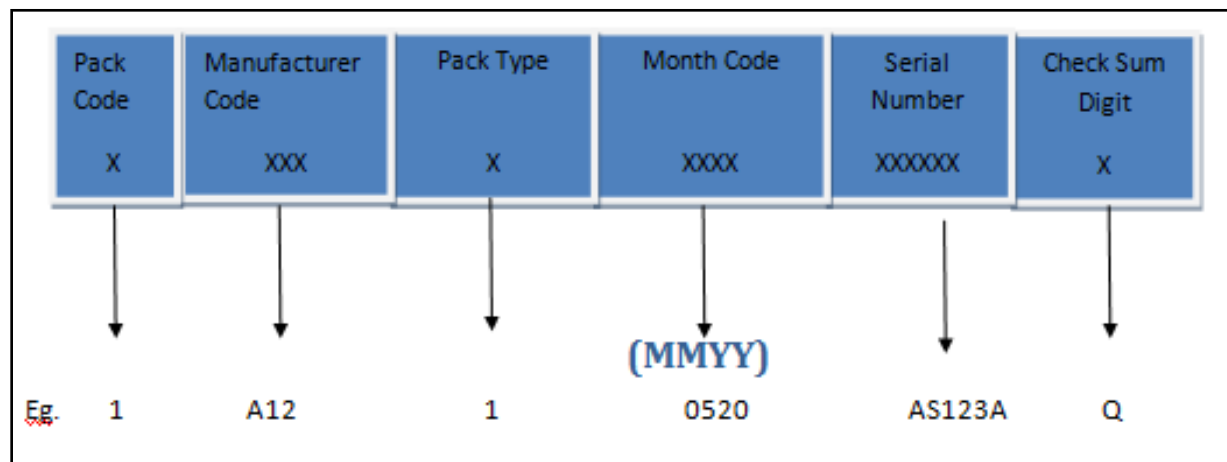 Pack Code
X
Manufacturer Code
XXX
Pack Type
X
Month Code
XXXX
Serial Number
XXXXXX
Check Sum Digit
X
(MMYY)
Eg. 1 A12 1 0520 AS123A Q